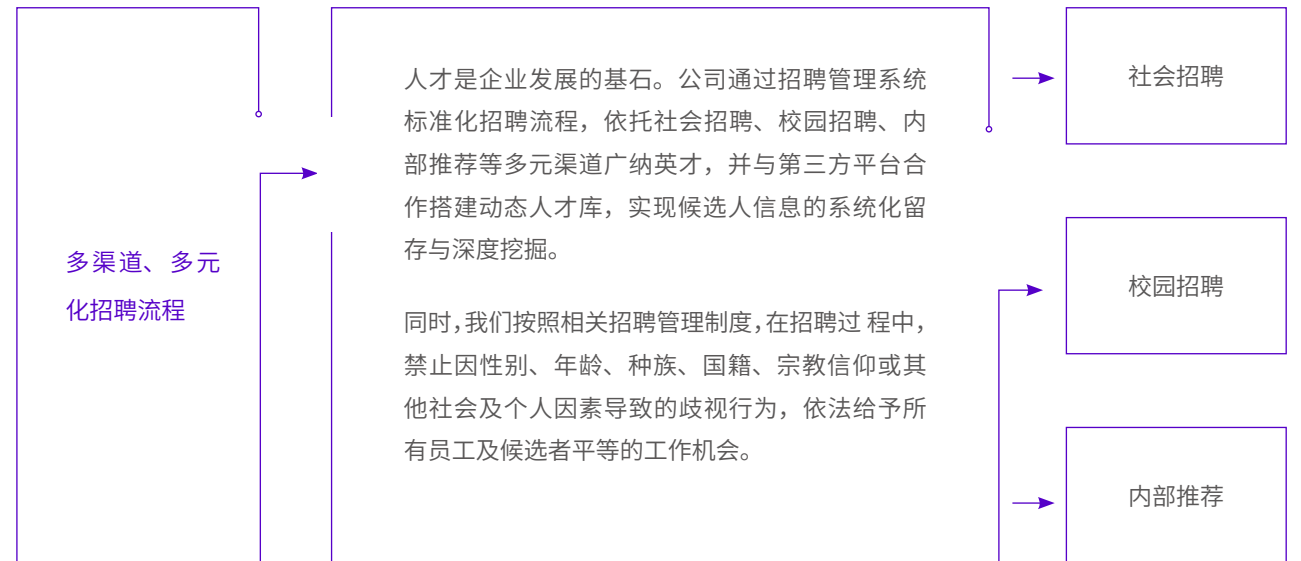 多渠道、多元
化招聘流程
人才是企业发展的基石。公司通过招聘管理系统
标准化招聘流程，依托社会招聘、校园招聘、内
部推荐等多元渠道广纳英才，并与第三方平台合
作搭建动态人才库，实现候选人信息的系统化留
存与深度挖掘。
同时，我们按照相关招聘管理制度，在招聘过 程中，
禁止因性别、年龄、种族、国籍、宗教信仰或其
他社会及个人因素导致的歧视行为，依法给予所
有员工及候选者平等的工作机会。
社会招聘
校园招聘
内部推荐